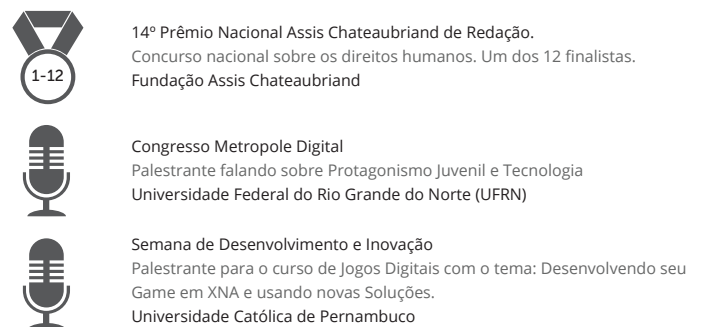 1-12
14º Prêmio Nacional Assis Chateaubriand de Redação.
Concurso nacional sobre os direitos humanos. Um dos 12 finalistas.
Fundação Assis Chateaubriand
Congresso Metropole Digital
Palestrante falando sobre Protagonismo Juvenil e Tecnologia
Universidade Federal do Rio Grande do Norte (UFRN)
Semana de Desenvolvimento e Inovação
Palestrante para o curso de Jogos Digitais com o tema: Desenvolvendo seu
Game em XNA e usando novas Soluções.
Universidade Católica de Pernambuco